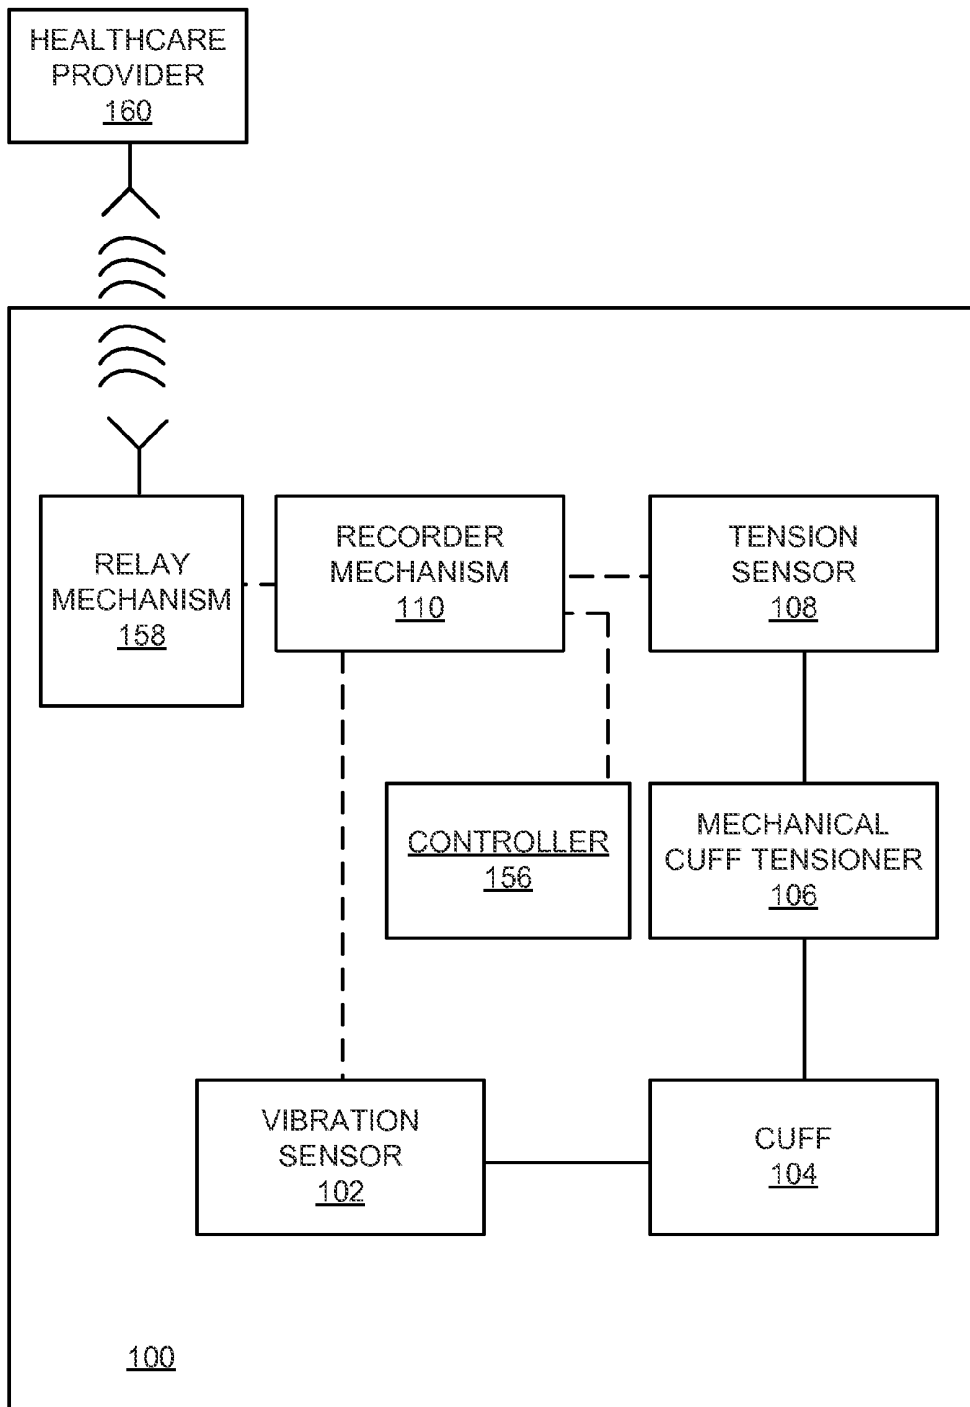 HEALTHCARE
PROVIDER
160
RELAY
MECHANISM
158
RECORDER
MECHANISM
110
TENSION
SENSOR
108
CONTROLLER
156
MECHANICAL
CUFF TENSIONER
106
VIBRATION
SENSOR
102
CUFF
104
100